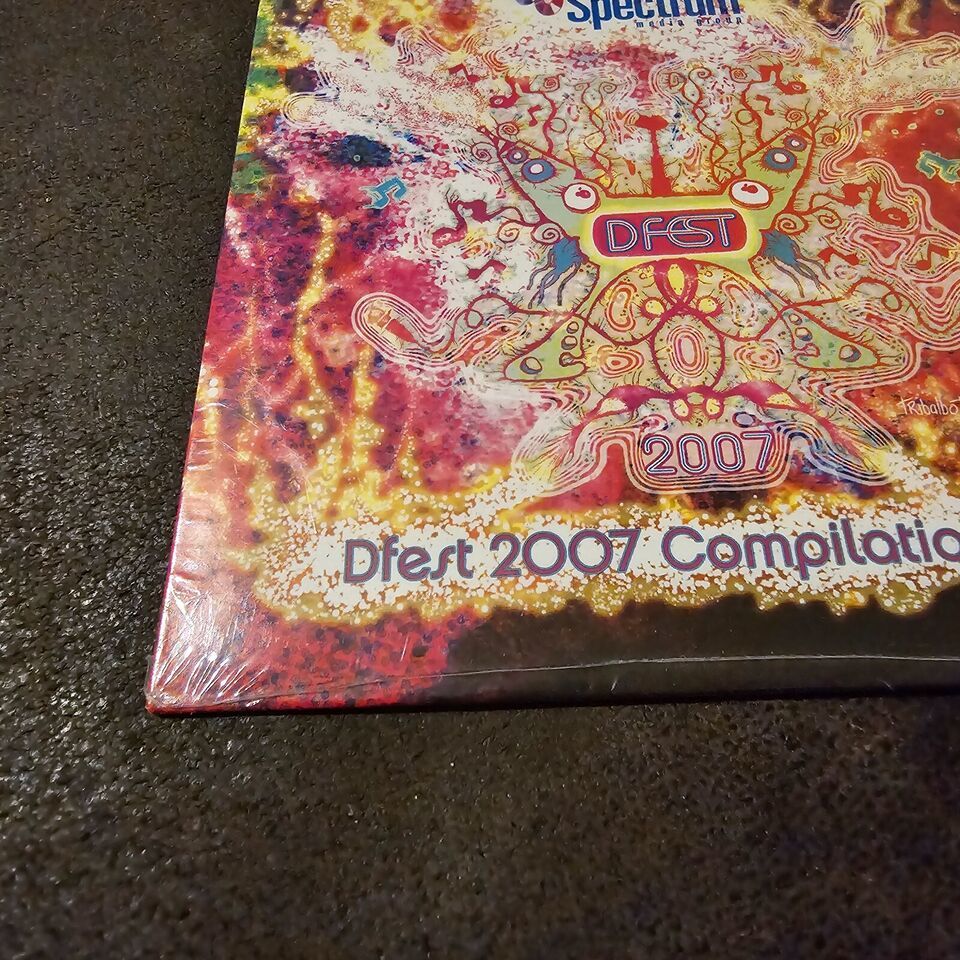 Spectrum
media group
DFEST
2007
Dfest 2007 Compilatio